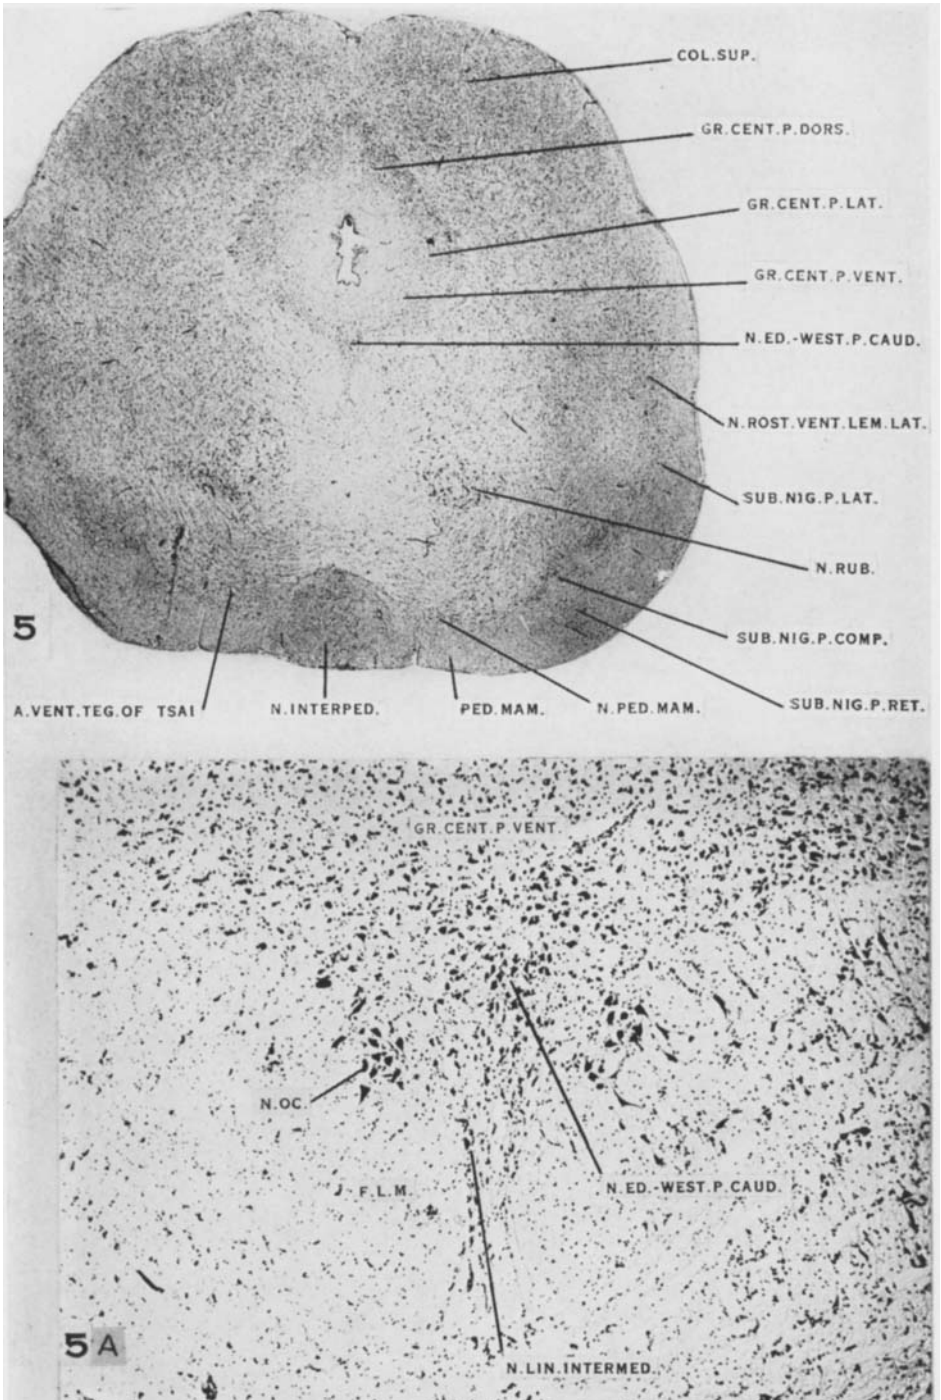 COL.SUP.
GR.CENT.P.DORS.
GR.CENT.P.LAT.
GR.CENT.P.VENT.
N.ED.-WEST.P.CAUD.
N.ROST.VENT.LEM.LAT.
SUB.NIG.P.LAT.
N.RUB.
5
SUB.NIG.P.COMP.
A.VENT.TEG.OF TSAI N.INTERPED. PED.MAM. N.PED.MAM. SUB.NIG.P.RET.
GR.CENT.P.VENT.
N.OC.
N.ED.-WEST.P.CAUD.
F.L.M.
5 A
N.LIN.INTERMED.